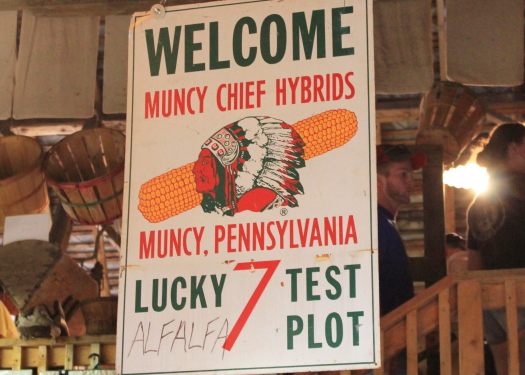 WELCOME
MUNCY CHIEF HYBRIDS
®
MUNCY, PENNSYLVANIA
LUCKY 7 TEST
ALFALFA PLOT